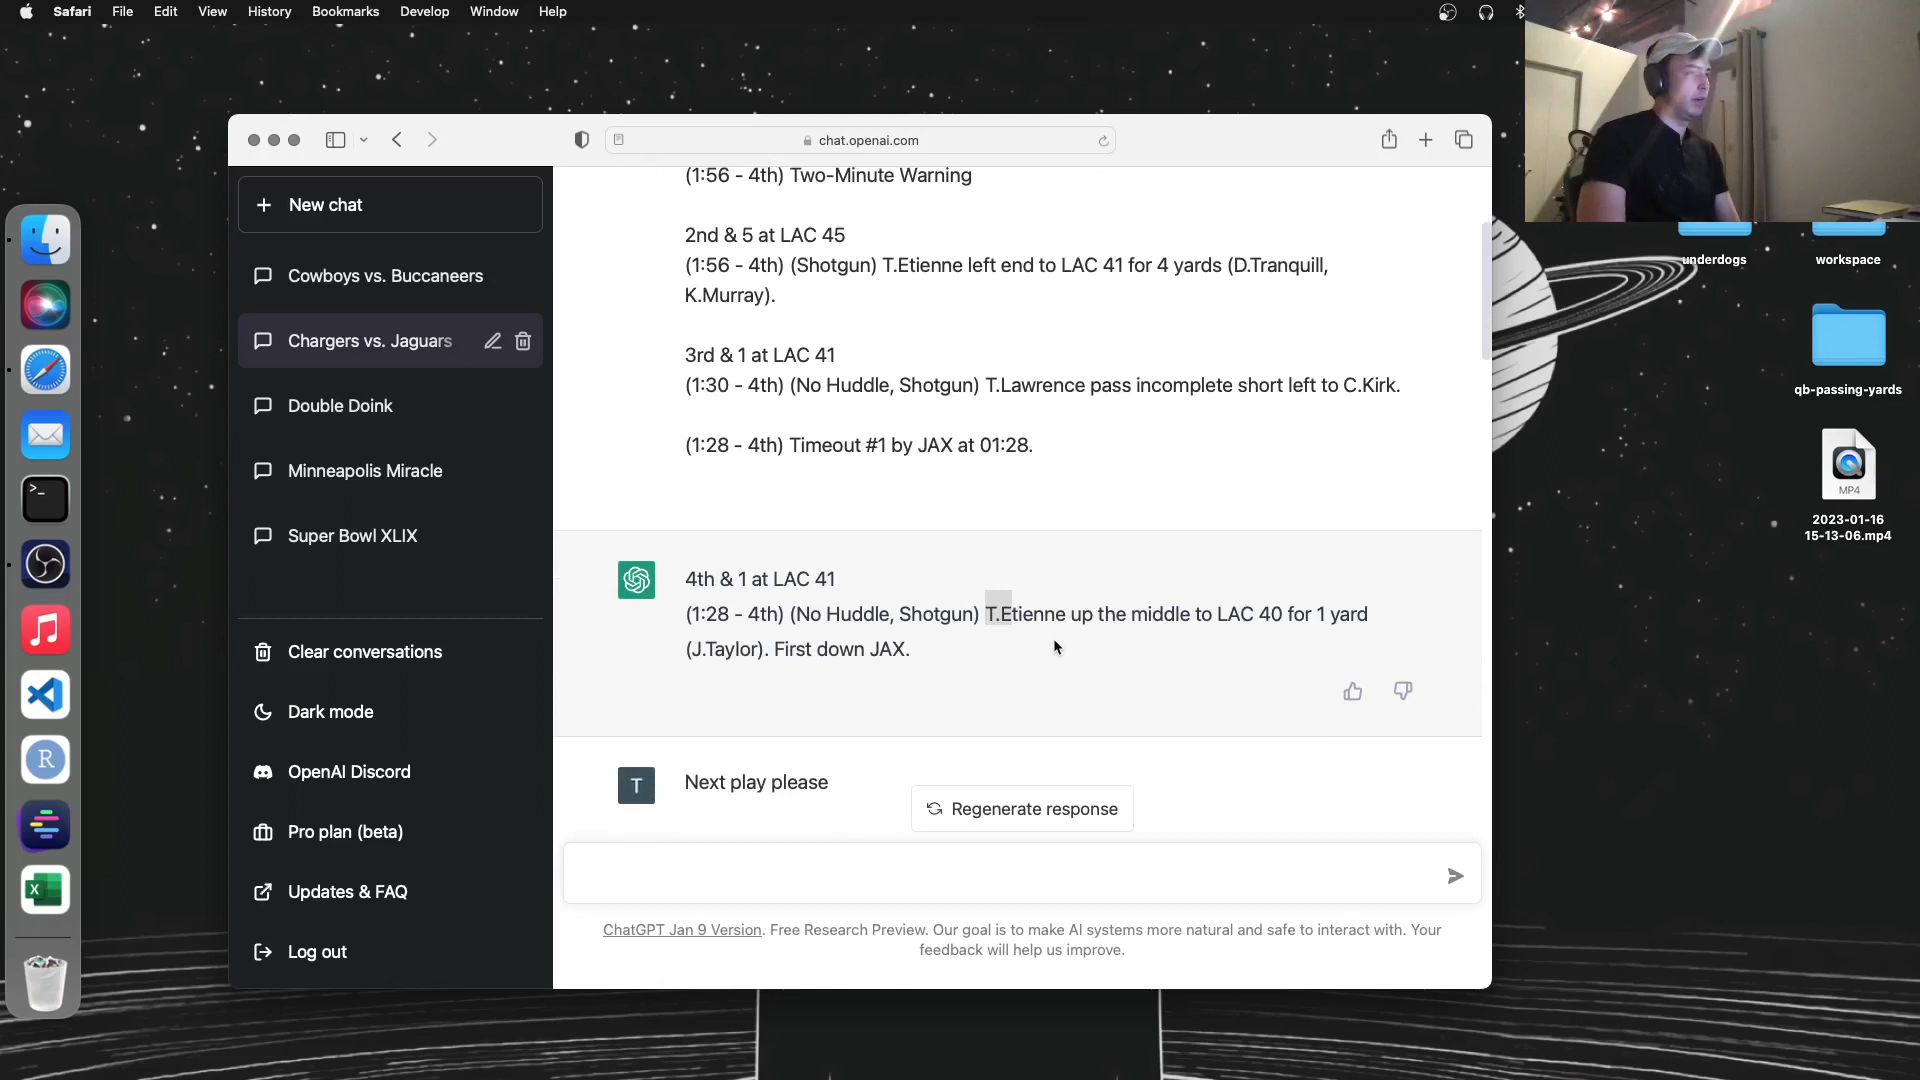 Safari File Edit View History Bookmarks Develop Window Help
chat.openai.com
New chat
Cowboys vs. Buccaneers
Chargers vs. Jaguars
Double Doink
Minneapolis Miracle
Super Bowl XLIX
Clear conversations
Dark mode
OpenAI Discord
Pro plan (beta)
Updates & FAQ
Log out
(1:56 - 4th) Two-Minute Warning
2nd & 5 at LAC 45
(1:56 - 4th) (Shotgun) T.Etienne left end to LAC 41 for 4 yards (D.Tranquill,
K.Murray).
3rd & 1 at LAC 41
(1:30 - 4th) (No Huddle, Shotgun) T.Lawrence pass incomplete short left to C.Kirk.
(1:28 - 4th) Timeout #1 by JAX at 01:28.
4th & 1 at LAC 41
(1:28 - 4th) (No Huddle, Shotgun) T.Etienne up the middle to LAC 40 for 1 yard
(J.Taylor). First down JAX.
T
Next play please
Regenerate response
ChatGPT Jan 9 Version. Free Research Preview. Our goal is to make AI systems more natural and safe to interact with. Your
feedback will help us improve.
underdogs
workspace
qb-passing-yards
MP4
2023-01-16
15-13-06.mp4
>_
R
X